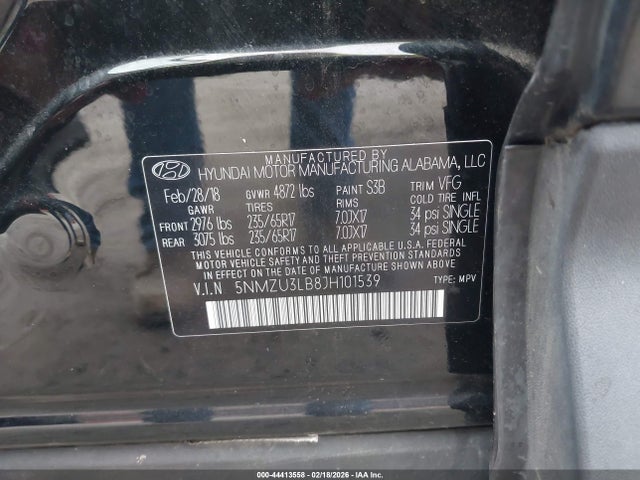 MANUFACTURED BY
HYUNDAI MOTOR MANUFACTURING ALABAMA, LLC
Feb/28/18 GVWR 4872 lbs PAINT S3B TRIM VFG
GAWR TIRES RIMS COLD TIRE INFL
FRONT 2976 lbs 235/65R17 7.0JX17 34 psi SINGLE
REAR 3075 lbs 235/65R17 7.0JX17 34 psi SINGLE
THIS VEHICLE CONFORMS TO ALL APPLICABLE U.S.A. FEDERAL
MOTOR VEHICLE SAFETY AND THEFT PREVENTION STANDARDS
IN EFFECT ON THE DATE OF MANUFACTURE SHOWN ABOVE.
V.I.N 5NMZU3LB8JH101539 TYPE: MPV
000-44413558 - 02/18/2026 - IAA Inc.